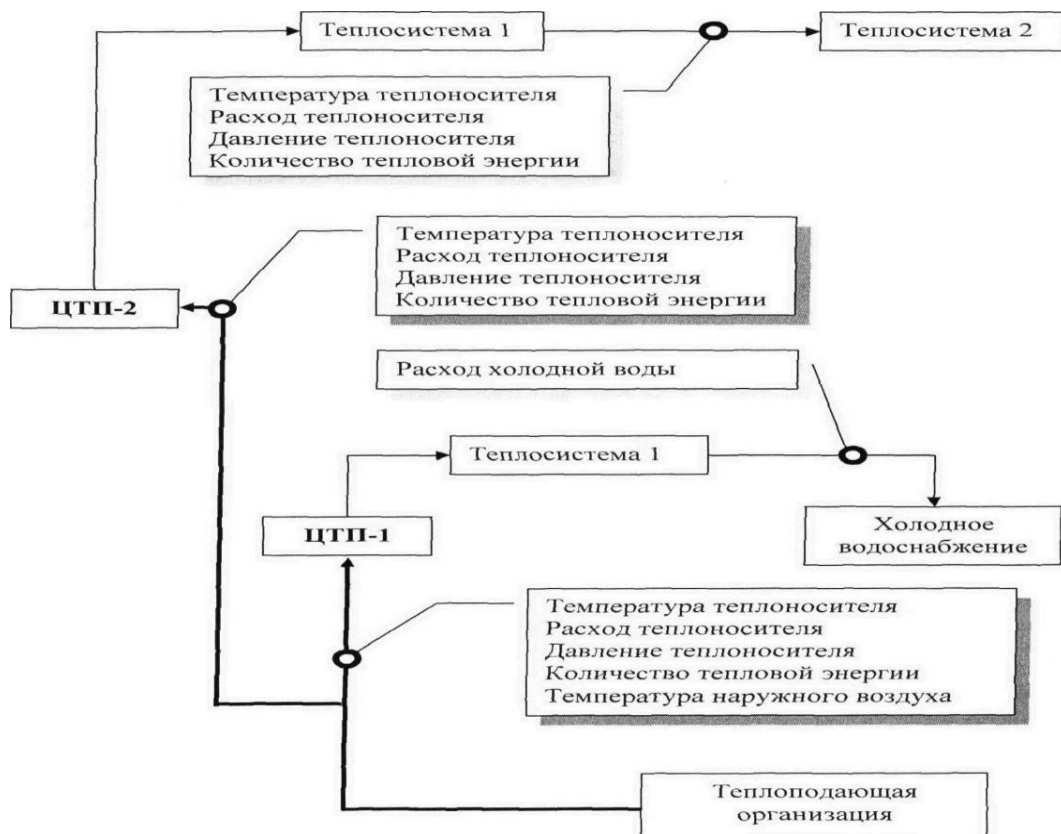 Теплосистема 1
Теплосистема 2
Температура теплоносителя
Расход теплоносителя
Давление теплоносителя
Количество тепловой энергии
Температура теплоносителя
Расход теплоносителя
Давление теплоносителя
Количество тепловой энергии
ЦТП-2
Расход холодной воды
Теплосистема 1
ЦТП-1
Холодное
водоснабжение
Температура теплоносителя
Расход теплоносителя
Давление теплоносителя
Количество тепловой энергии
Температура наружного воздуха
Теплоподающая
организация